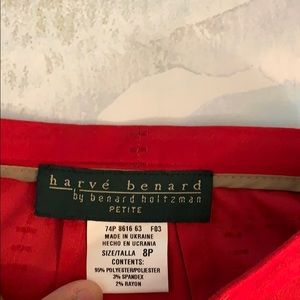 harvé benard
by benard holtzman
PETITE
74P 8616 63 F03
MADE IN UKRAINE
HECHO EN UCRANIA
SIZE/TALLA 8P
CONTENTS:
95% POLYESTER/POLIESTER
3% SPANDEX
2% RAYON